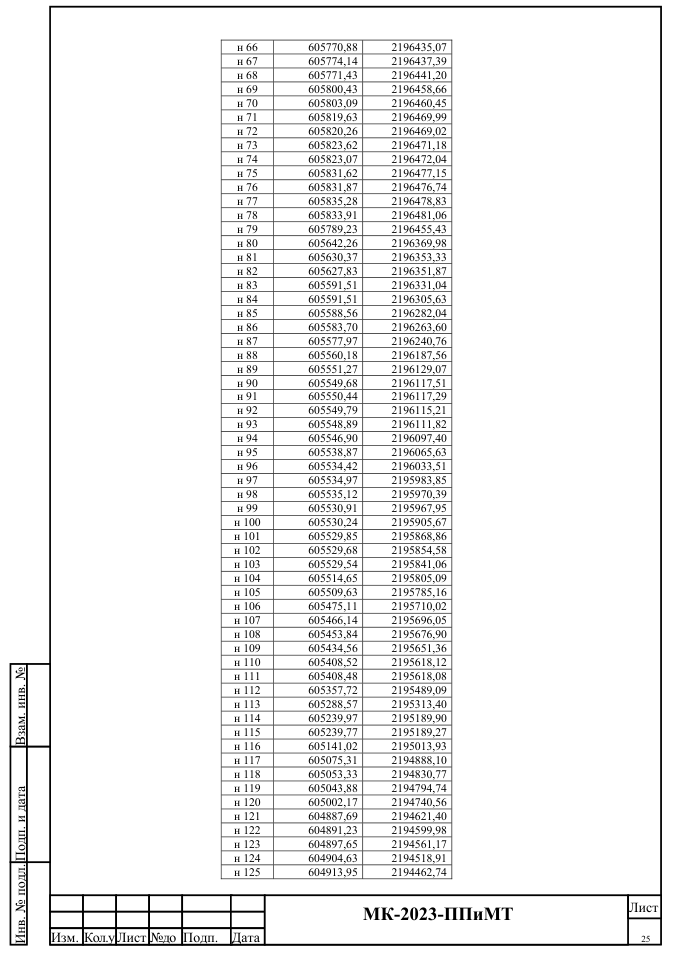 н 66 605770,88 2196435,07
н 67 605774,14 2196437,39
н 68 605771,43 2196441,20
н 69 605800,43 2196458,66
н 70 605803,09 2196460,45
н 71 605819,63 2196469,99
н 72 605820,26 2196469,02
н 73 605823,62 2196471,18
н 74 605823,07 2196472,04
н 75 605831,62 2196477,15
н 76 605831,87 2196476,74
н 77 605835,28 2196478,83
н 78 605833,91 2196481,06
н 79 605789,23 2196455,43
н 80 605642,26 2196369,98
н 81 605630,37 2196353,33
н 82 605627,83 2196351,87
н 83 605591,51 2196331,04
н 84 605591,51 2196305,63
н 85 605588,56 2196282,04
н 86 605583,70 2196263,60
н 87 605577,97 2196240,76
н 88 605560,18 2196187,56
н 89 605551,27 2196129,07
н 90 605549,68 2196117,51
н 91 605550,44 2196117,29
н 92 605549,79 2196115,21
н 93 605548,89 2196111,82
н 94 605546,90 2196097,40
н 95 605538,87 2196065,63
н 96 605534,42 2196033,51
н 97 605534,97 2195983,85
н 98 605535,12 2195970,39
н 99 605530,91 2195967,95
н 100 605530,24 2195905,67
н 101 605529,85 2195868,86
н 102 605529,68 2195854,58
н 103 605529,54 2195841,06
н 104 605514,65 2195805,09
н 105 605509,63 2195785,16
н 106 605475,11 2195710,02
н 107 605466,14 2195696,05
н 108 605453,84 2195676,90
н 109 605434,56 2195651,36
н 110 605408,52 2195618,12
н 111 605408,48 2195618,08
н 112 605357,72 2195489,09
н 113 605288,57 2195313,40
н 114 605239,97 2195189,90
н 115 605239,77 2195189,27
н 116 605141,02 2195013,93
н 117 605075,31 2194888,10
н 118 605053,33 2194830,77
н 119 605043,88 2194794,74
н 120 605002,17 2194740,56
н 121 604887,69 2194621,40
н 122 604891,23 2194599,98
н 123 604897,65 2194561,17
н 124 604904,63 2194518,91
н 125 604913,95 2194462,74
Взам. инв. №
Подп. и дата
Инв. № подл.
МК-2023-ППиМТ
Лист
25
Изм. Кол.у Лист №до Подп. Дата